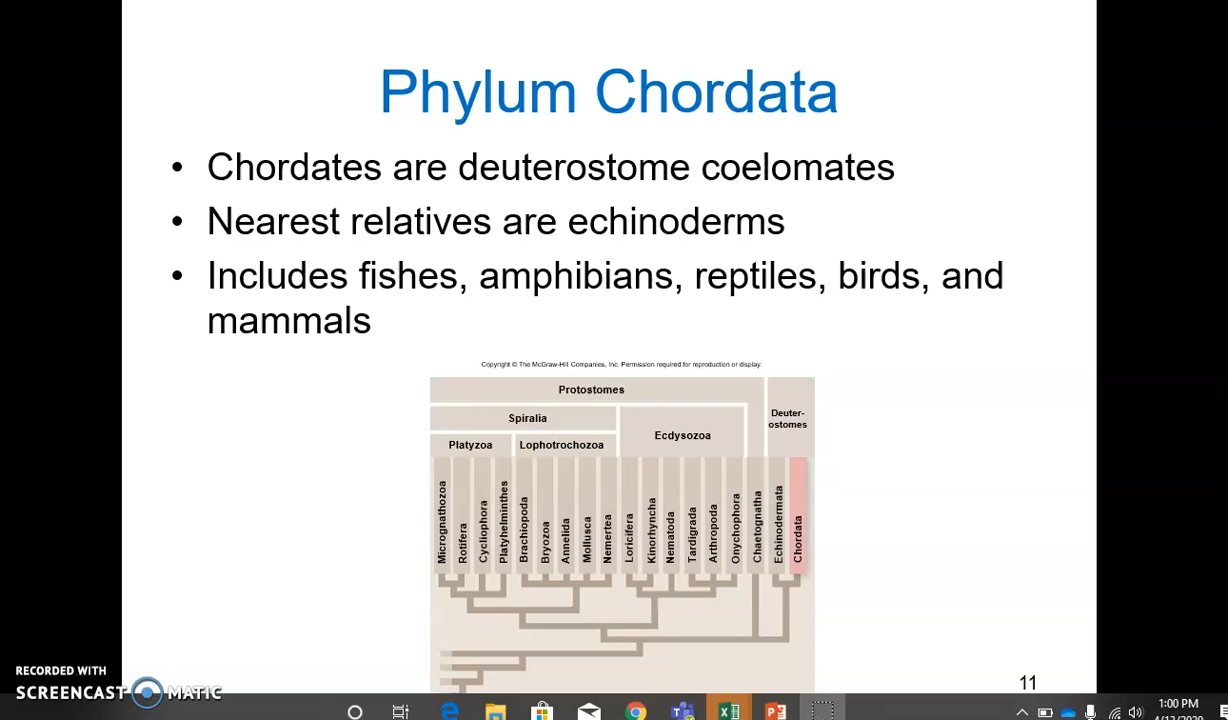 Phylum Chordata
• Chordates are deuterostome coelomates
• Nearest relatives are echinoderms
• Includes fishes, amphibians, reptiles, birds, and
mammals
Copyright © The McGraw-Hill Companies, Inc. Permission required for reproduction or display.
Protostomes
Deuter-
ostomes
Spiralia
Ecdysozoa
Platyzoa
Lophotrochozoa
Micrognathozoa
Rotifera
Cycliophora
Platyhelminthes
Brachiopoda
Bryozoa
Annelida
Mollusca
Nemertea
Loricifera
Kinorhyncha
Nematoda
Tardigrada
Arthropoda
Onychophora
Chaetognatha
Echinodermata
Chordata
11
RECORDED WITH
SCREENCAST MATIC
1:00 PM